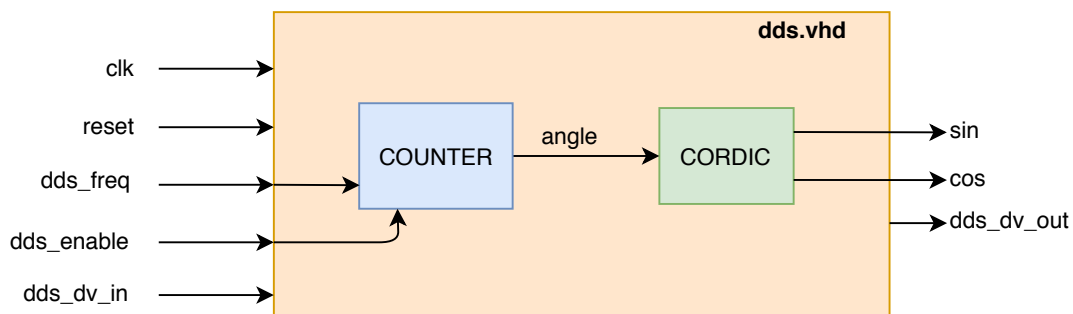 dds.vhd
clk
reset
dds_freq
dds_enable
dds_dv_in
COUNTER
angle
CORDIC
sin
cos
dds_dv_out